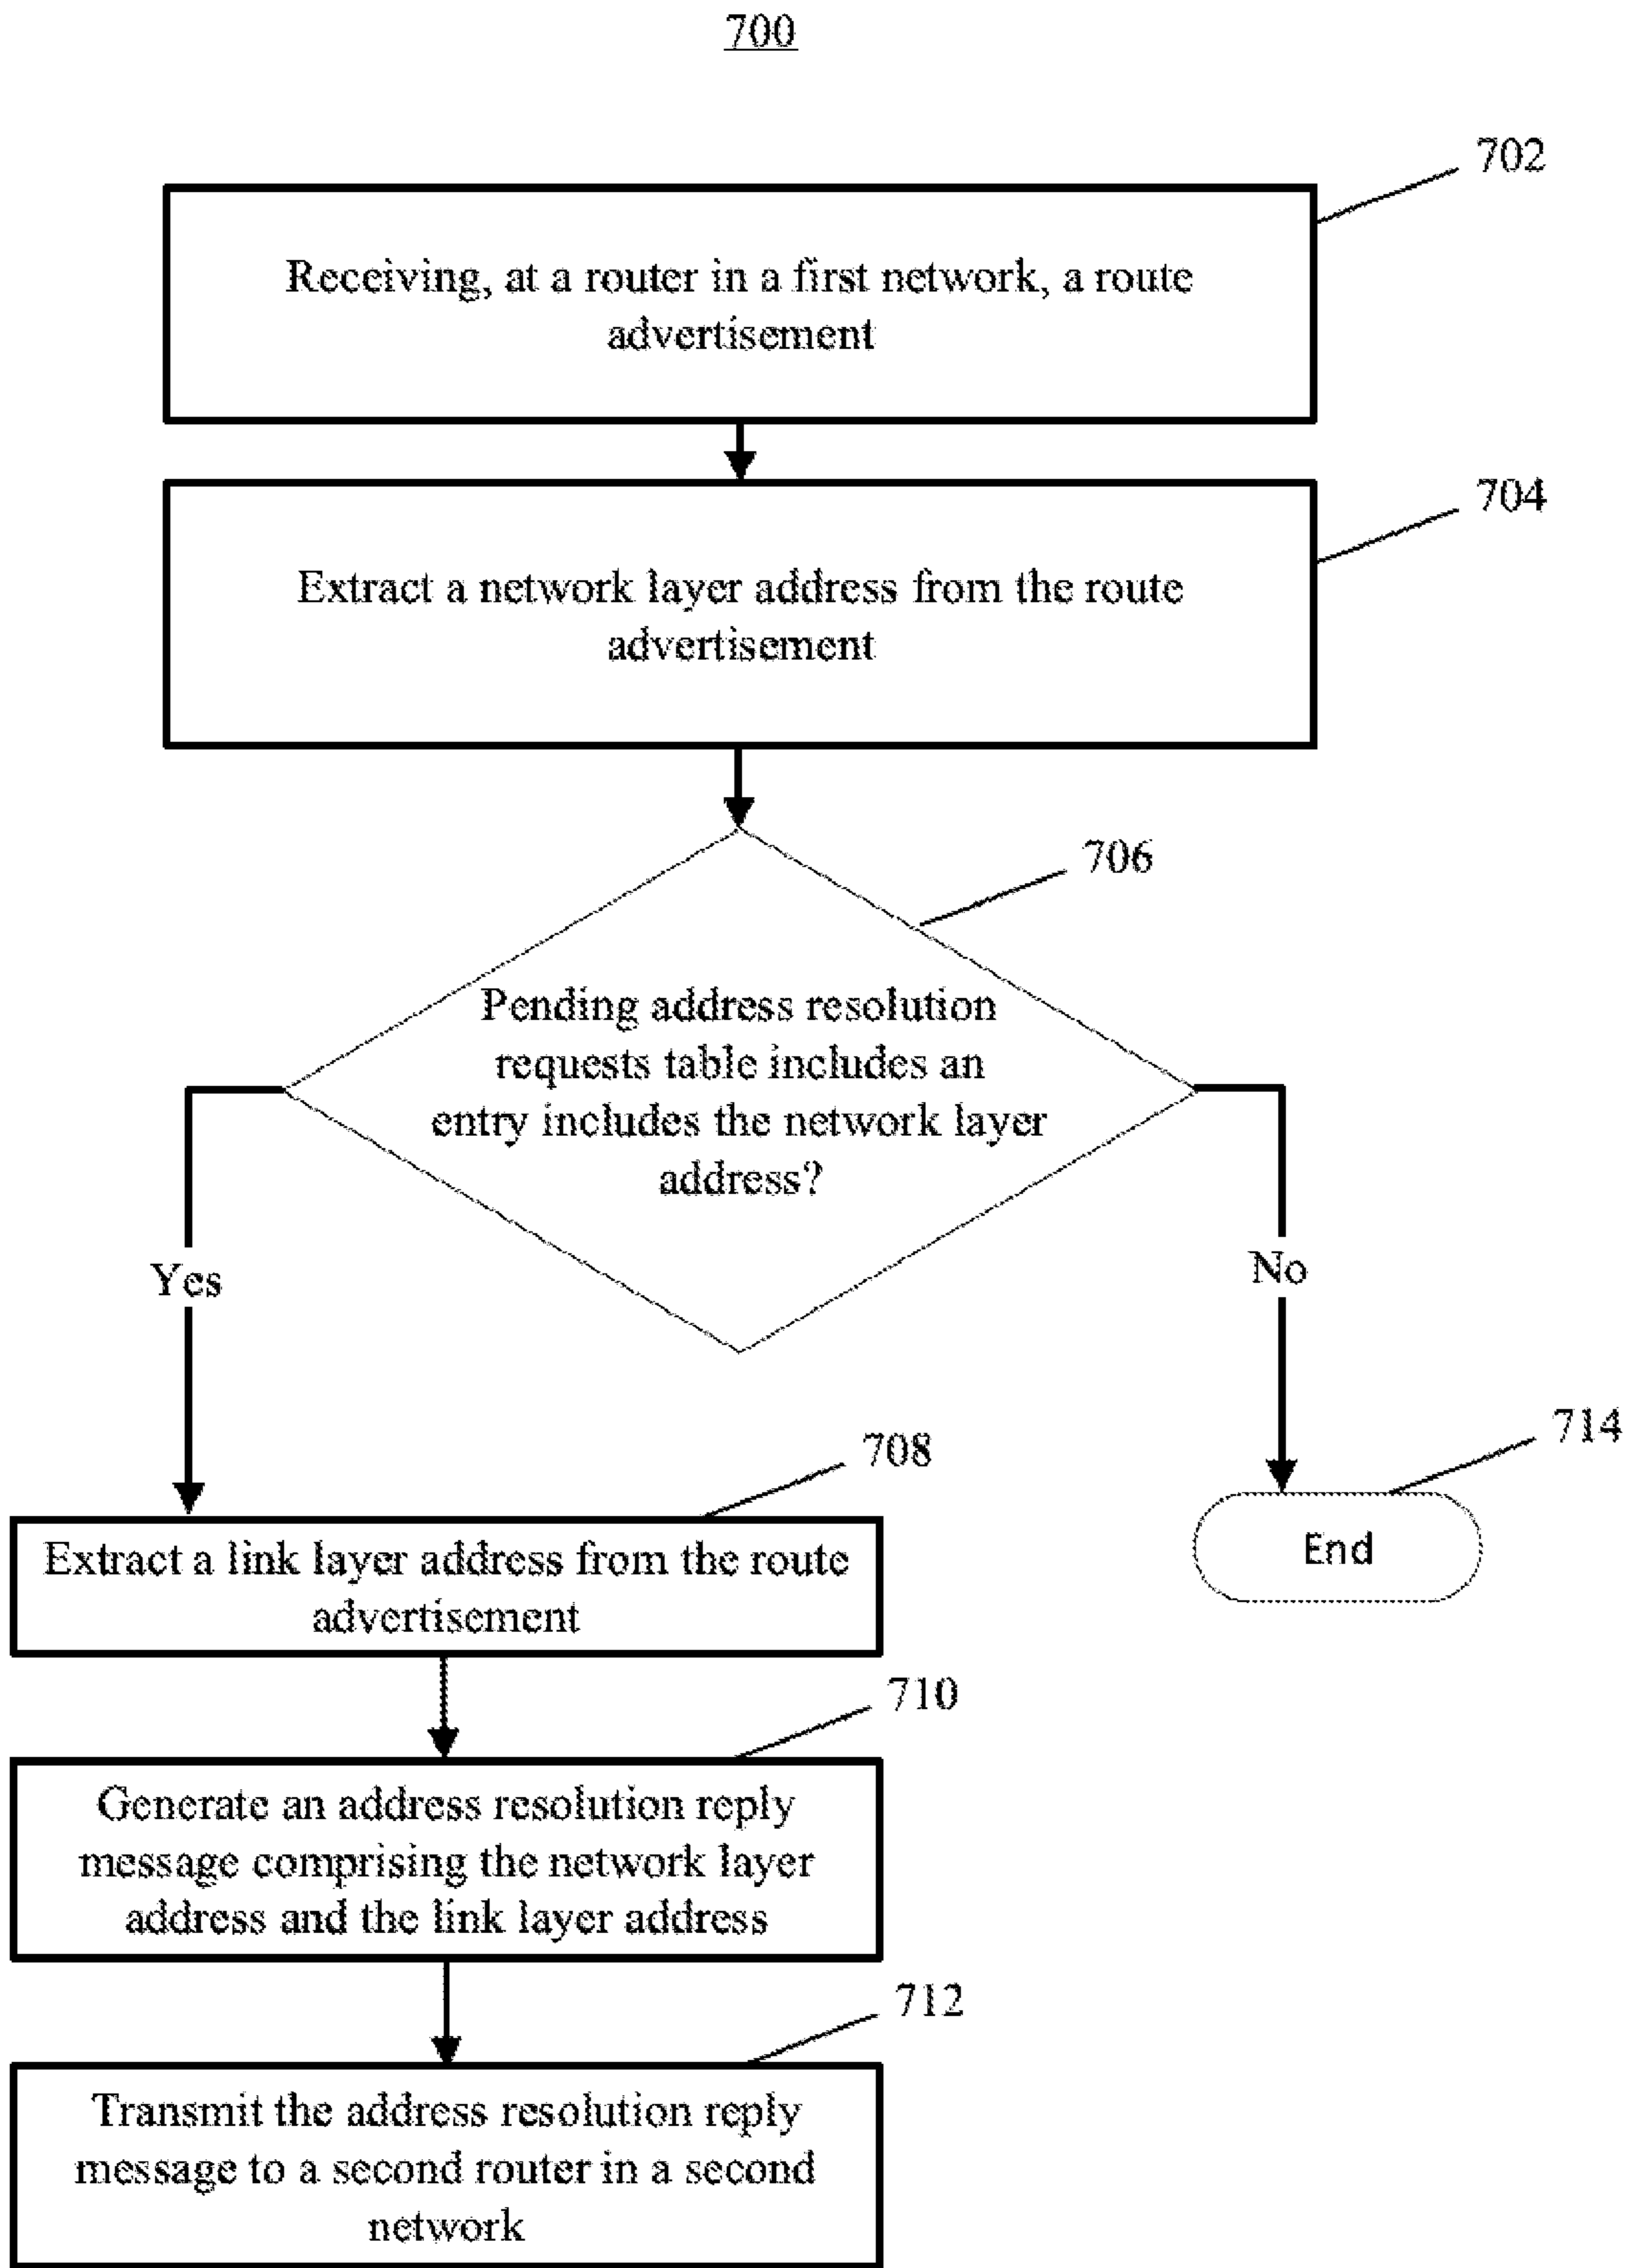 700
702
Receiving, at a router in a first network, a route
advertisement
704
Extract a network layer address from the route
advertisement
706
Pending address resolution
requests table includes an
entry includes the network layer
address?
Yes
No
714
End
708
Extract a link layer address from the route
advertisement
710
Generate an address resolution reply
message comprising the network layer
address and the link layer address
712
Transmit the address resolution reply
message to a second router in a second
network